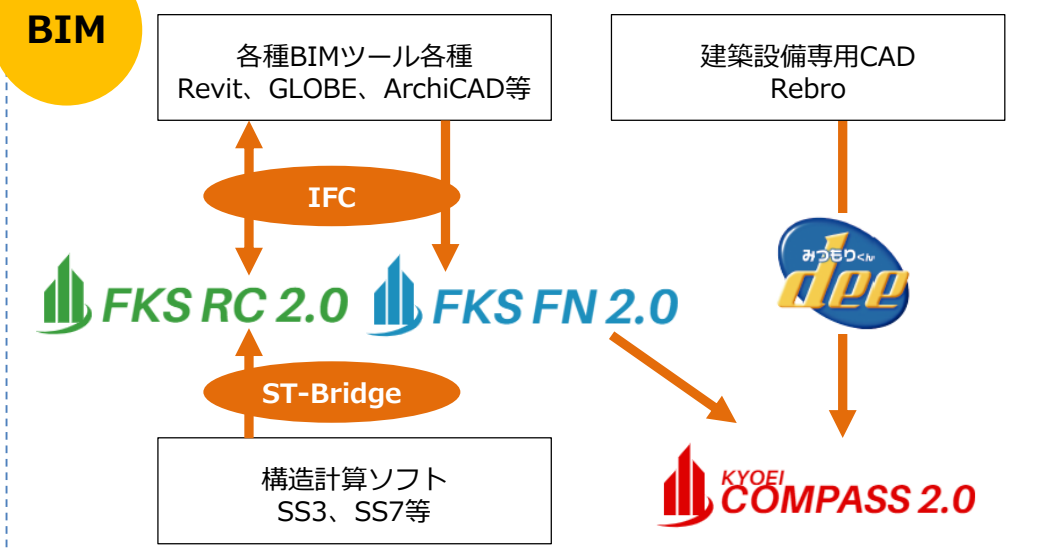 BIM
各種BIMツール各種
Revit、GLOBE、ArchiCAD等
建築設備専用CAD
Rebro
IFC
みつもりくん
dee
FKS RC 2.0
FKS FN 2.0
ST-Bridge
構造計算ソフト
SS3、SS7等
KYOEI
COMPASS 2.0